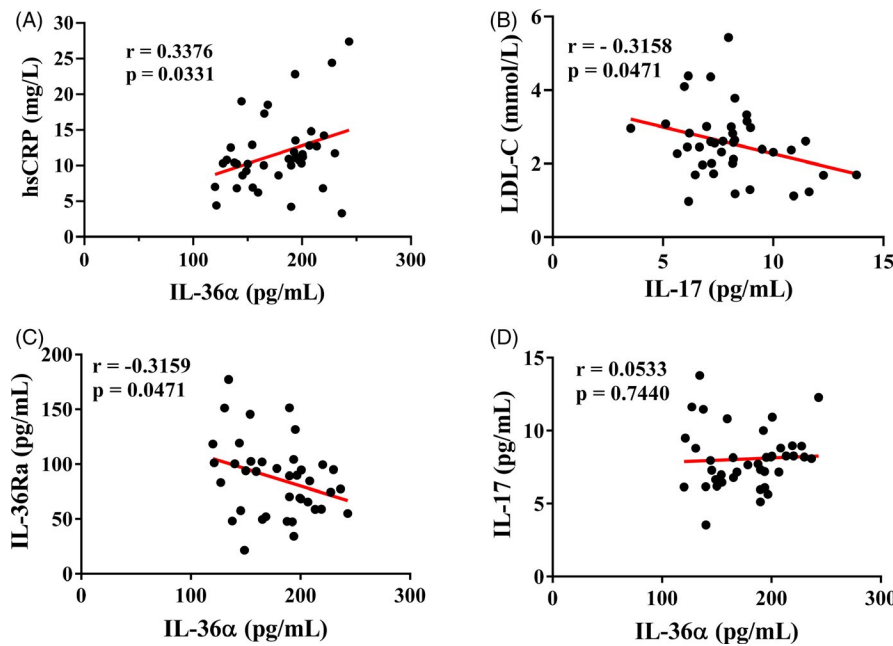 (A)
r = 0.3376
p = 0.0331
hsCRP (mg/L)
30
25
20
15
10
5
0
0
100
200
300
IL-36α (pg/mL)
(B)
r = - 0.3158
p = 0.0471
LDL-C (mmol/L)
6
4
2
0
0
5
10
15
IL-17 (pg/mL)
(C)
r = -0.3159
p = 0.0471
IL-36Ra (pg/mL)
200
150
100
50
0
0
100
200
300
IL-36α (pg/mL)
(D)
r = 0.0533
p = 0.7440
IL-17 (pg/mL)
15
10
5
0
0
100
200
300
IL-36α (pg/mL)